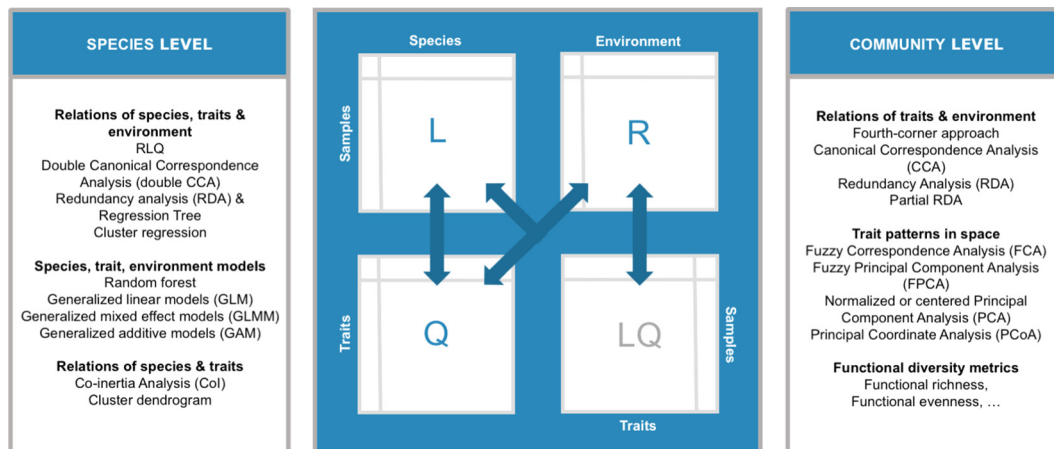 SPECIES LEVEL
Relations of species, traits &
environment
RLQ
Double Canonical Correspondence
Analysis (double CCA)
Redundancy analysis (RDA) &
Regression Tree
Cluster regression
Species, trait, environment models
Random forest
Generalized linear models (GLM)
Generalized mixed effect models (GLMM)
Generalized additive models (GAM)
Relations of species & traits
Co-inertia Analysis (CoI)
Cluster dendrogram
Species
Environment
Samples
L
R
Traits
Q
LQ
Samples
Traits
COMMUNITY LEVEL
Relations of traits & environment
Fourth-corner approach
Canonical Correspondence Analysis
(CCA)
Redundancy Analysis (RDA)
Partial RDA
Trait patterns in space
Fuzzy Correspondence Analysis (FCA)
Fuzzy Principal Component Analysis
(FPCA)
Normalized or centered Principal
Component Analysis (PCA)
Principal Coordinate Analysis (PCoA)
Functional diversity metrics
Functional richness,
Functional evenness, …